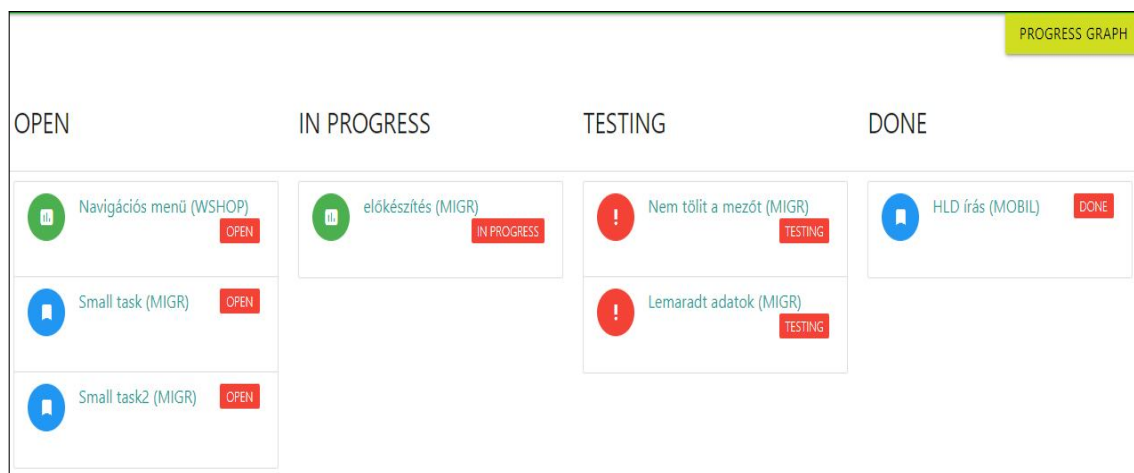 PROGRESS GRAPH
OPEN
IN PROGRESS
TESTING
DONE
Navigációs menü (WSHOP)
OPEN
Small task (MIGR)
OPEN
Small task2 (MIGR)
OPEN
előkészítés (MIGR)
IN PROGRESS
Nem tölit a mezőt (MIGR)
TESTING
Lemaradt adatok (MIGR)
TESTING
HLD írás (MOBIL)
DONE